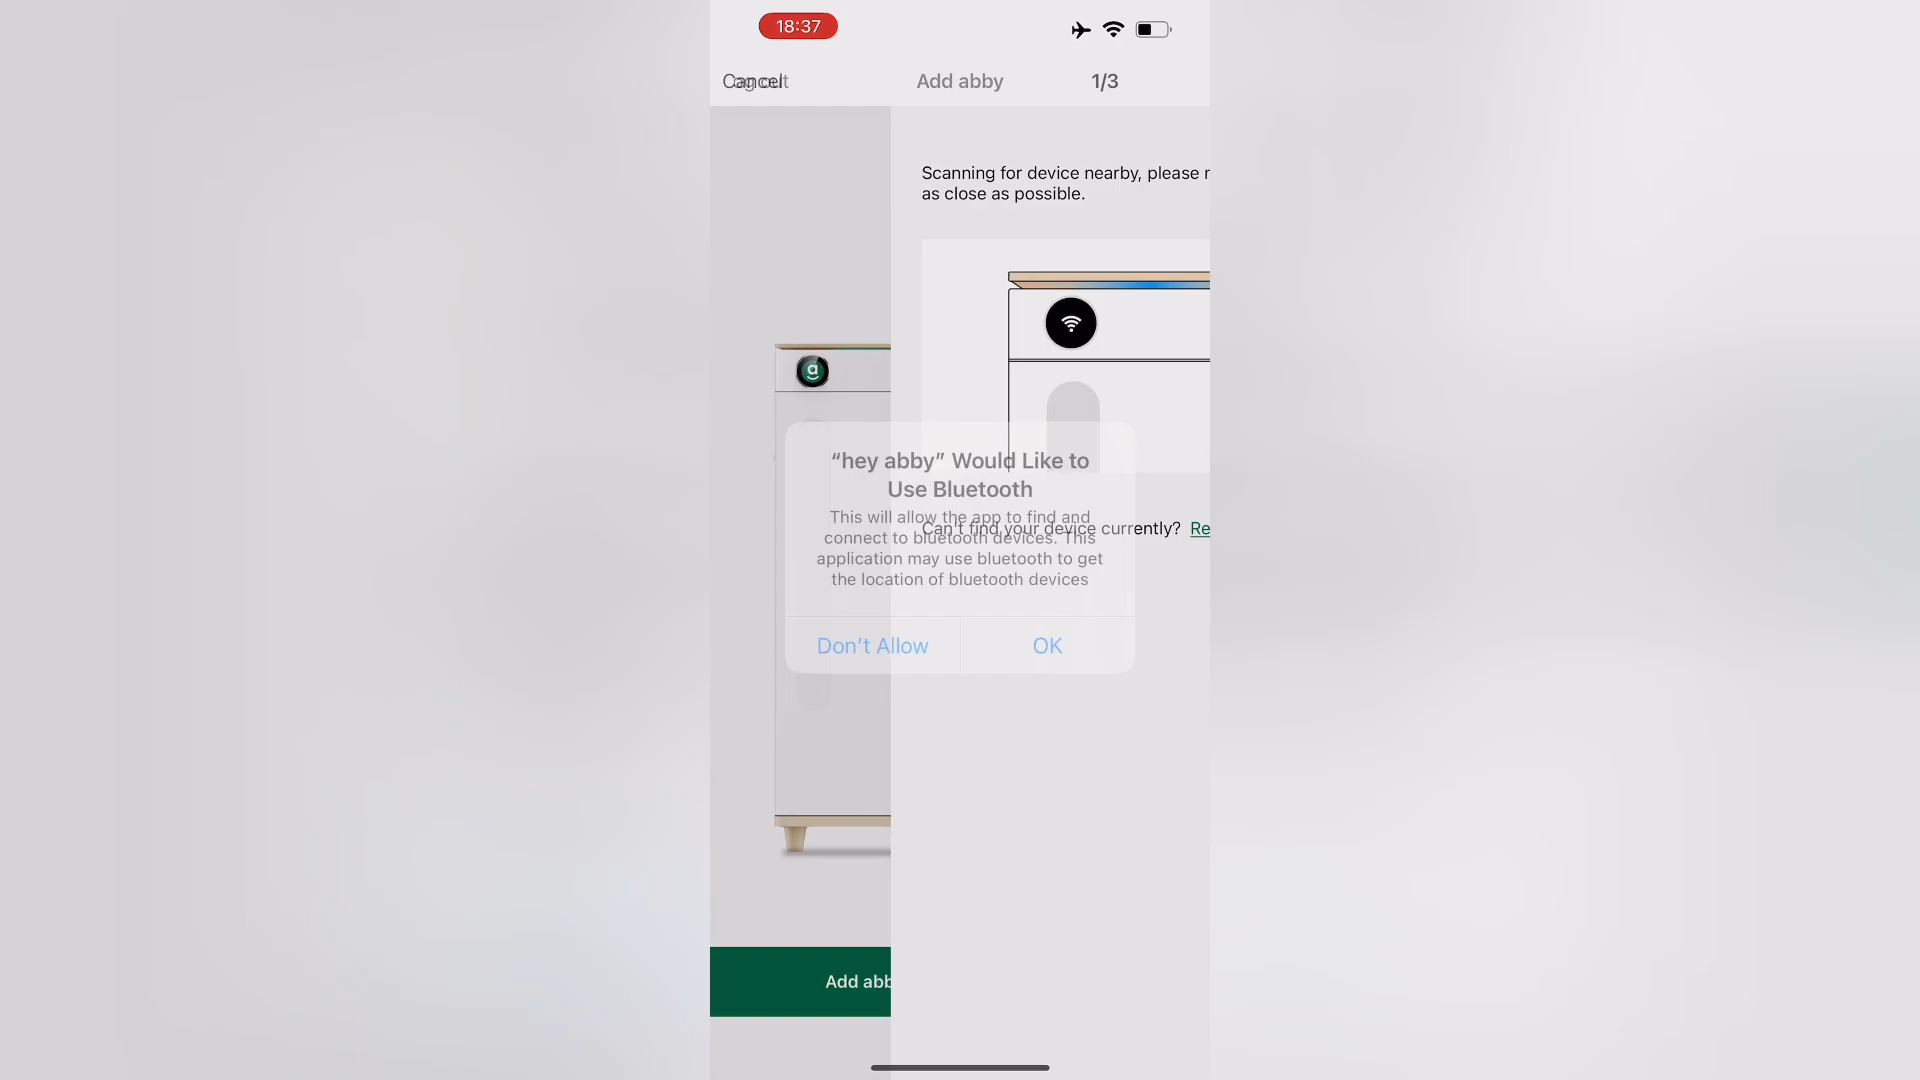 18:37
Cancel
Add abby
1/3
Scanning for device nearby, please
as close as possible.
a
“hey abby” Would Like to
Use Bluetooth
This will allow the app to find and
connect to bluetooth devices. This
application may use bluetooth to get
the location of bluetooth devices
Can't find your device currently? Re
Don’t Allow
OK
Add abb